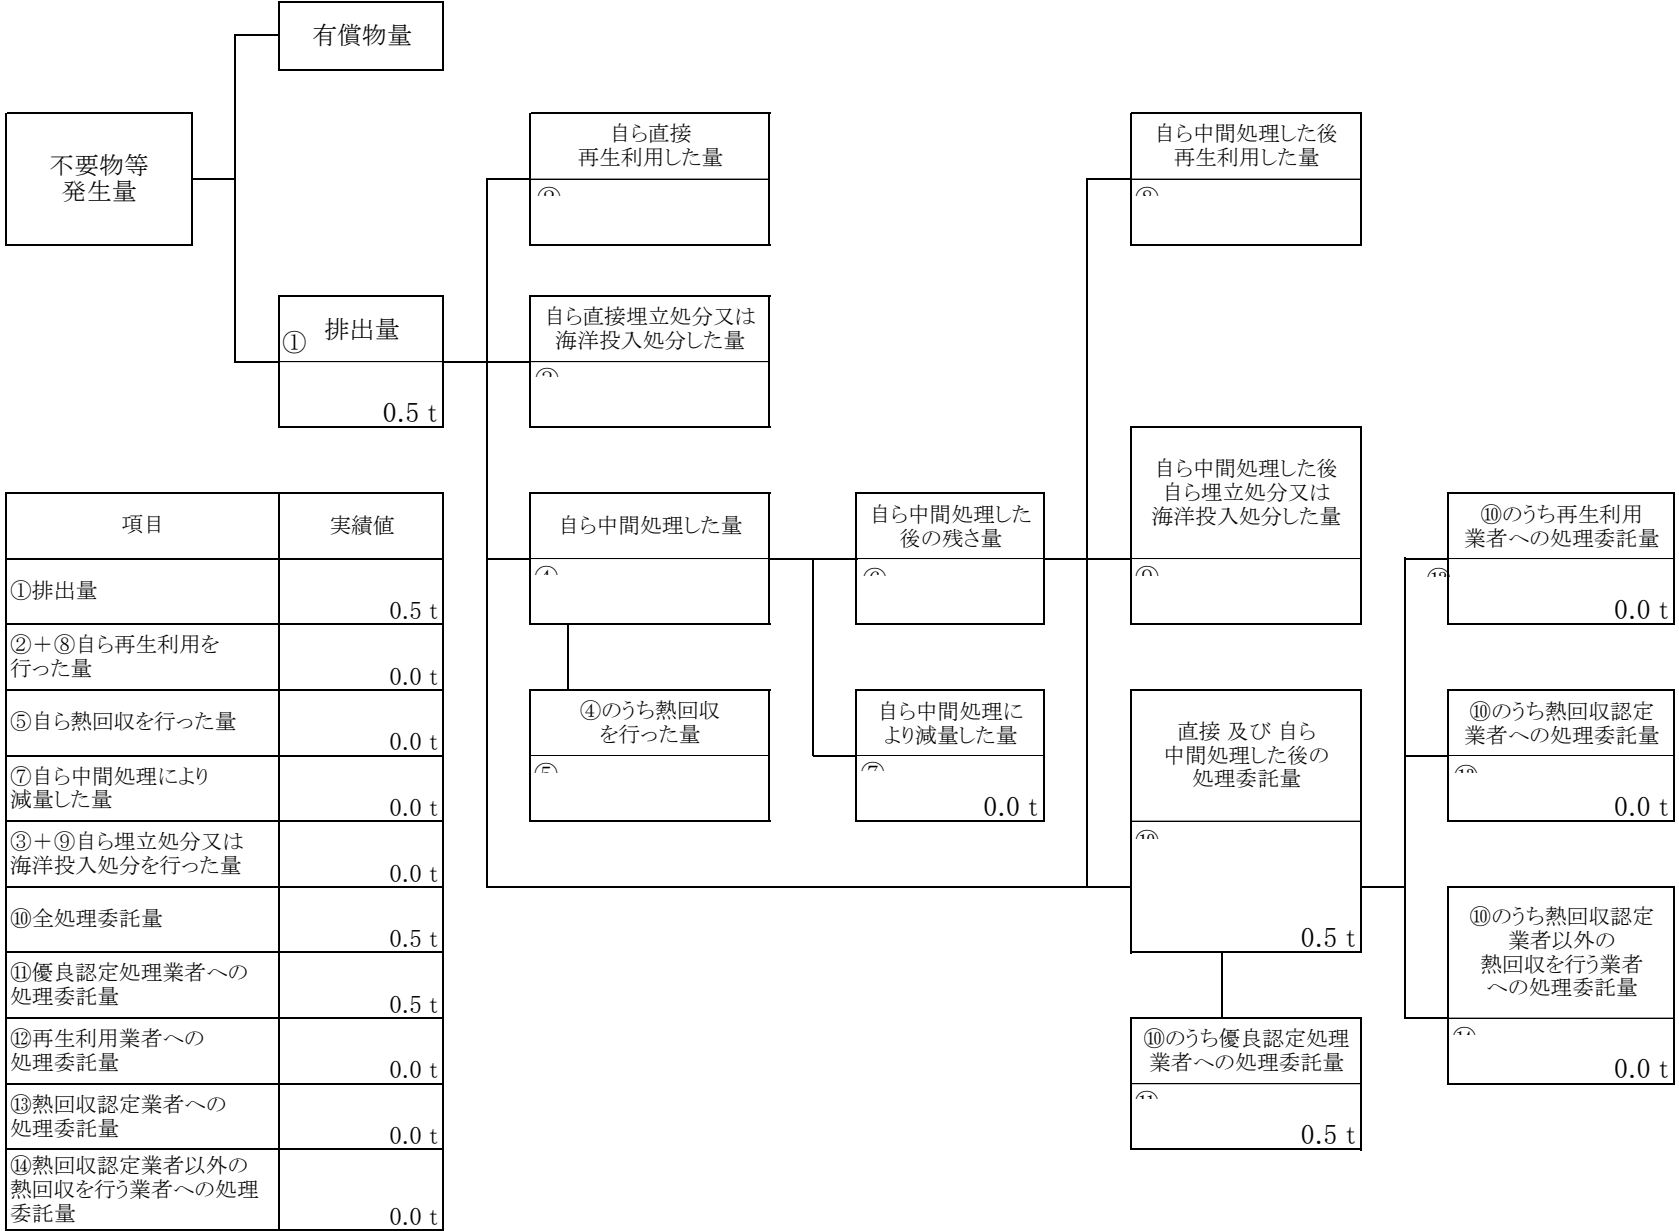 有償物量
不要物等
発生量
自ら直接
再生利用した量
自ら中間処理した後
再生利用した量
⑧
① 排出量
0.5 t
自ら直接埋立処分又は
海洋投入処分した量
自ら中間処理した量
④
自ら中間処理した
後の残さ量
⑥
自ら中間処理した後
自ら埋立処分又は
海洋投入処分した量
⑨
⑩のうち再生利用
業者への処理委託量
0.0 t
④のうち熱回収
を行った量
⑤
自ら中間処理に
より減量した量
⑦
0.0 t
直接 及び 自ら
中間処理した後の
処理委託量
⑩
0.5 t
⑩のうち熱回収認定
業者への処理委託量
0.0 t
⑩のうち熱回収認定
業者以外の
熱回収を行う業者
への処理委託量
⑭
0.0 t
⑩のうち優良認定処理
業者への処理委託量
⑪
0.5 t
項目 実績値
①排出量
0.5 t
②+⑧自ら再生利用を
行った量
0.0 t
⑤自ら熱回収を行った量
0.0 t
⑦自ら中間処理により
減量した量
0.0 t
③+⑨自ら埋立処分又は
海洋投入処分を行った量
0.0 t
⑩全処理委託量
0.5 t
⑪優良認定処理業者への
処理委託量
0.5 t
⑫再生利用業者への
処理委託量
0.0 t
⑬熱回収認定業者への
処理委託量
0.0 t
⑭熱回収認定業者以外の
熱回収を行う業者への処理
委託量
0.0 t